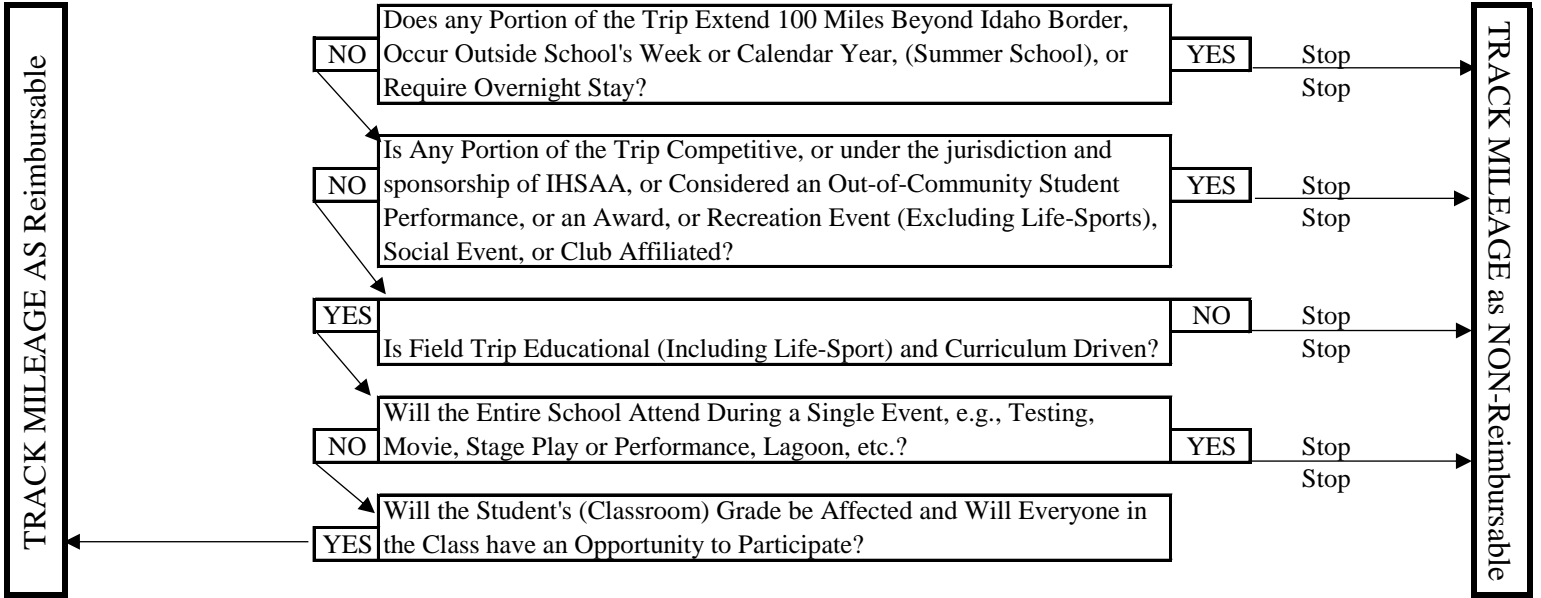 TRACK MILEAGE AS Reimbursable
Does any Portion of the Trip Extend 100 Miles Beyond Idaho Border,
NO Occur Outside School's Week or Calendar Year, (Summer School), or YES Stop
Require Overnight Stay? Stop
Is Any Portion of the Trip Competitive, or under the jurisdiction and
NO sponsorship of IHSAA, or Considered an Out-of-Community Student YES Stop
Performance, or an Award, or Recreation Event (Excluding Life-Sports), Stop
Social Event, or Club Affiliated?
YES NO Stop
Is Field Trip Educational (Including Life-Sport) and Curriculum Driven? Stop
Will the Entire School Attend During a Single Event, e.g., Testing,
NO Movie, Stage Play or Performance, Lagoon, etc.? YES Stop
Stop
Will the Student's (Classroom) Grade be Affected and Will Everyone in
YES the Class have an Opportunity to Participate?
TRACK MILEAGE as NON-Reimbursable